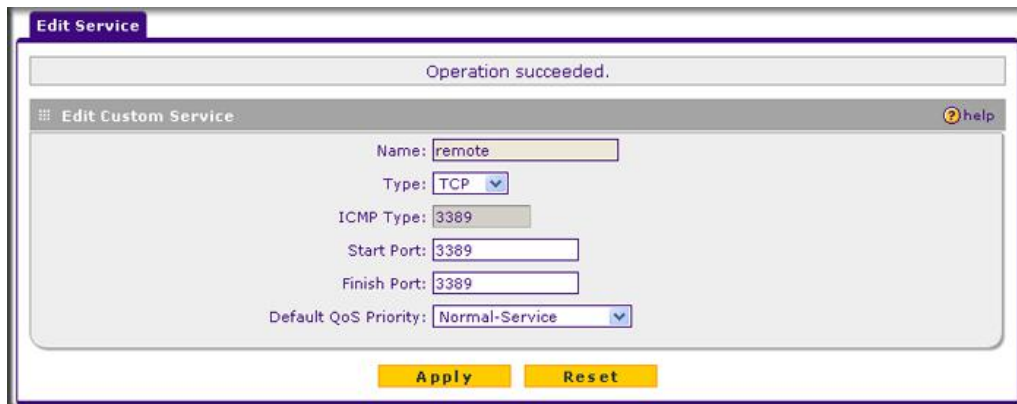 Edit Service
Operation succeeded.
Edit Custom Service
help
Name: remote
Type: TCP
ICMP Type: 3389
Start Port: 3389
Finish Port: 3389
Default QoS Priority: Normal-Service
Apply Reset